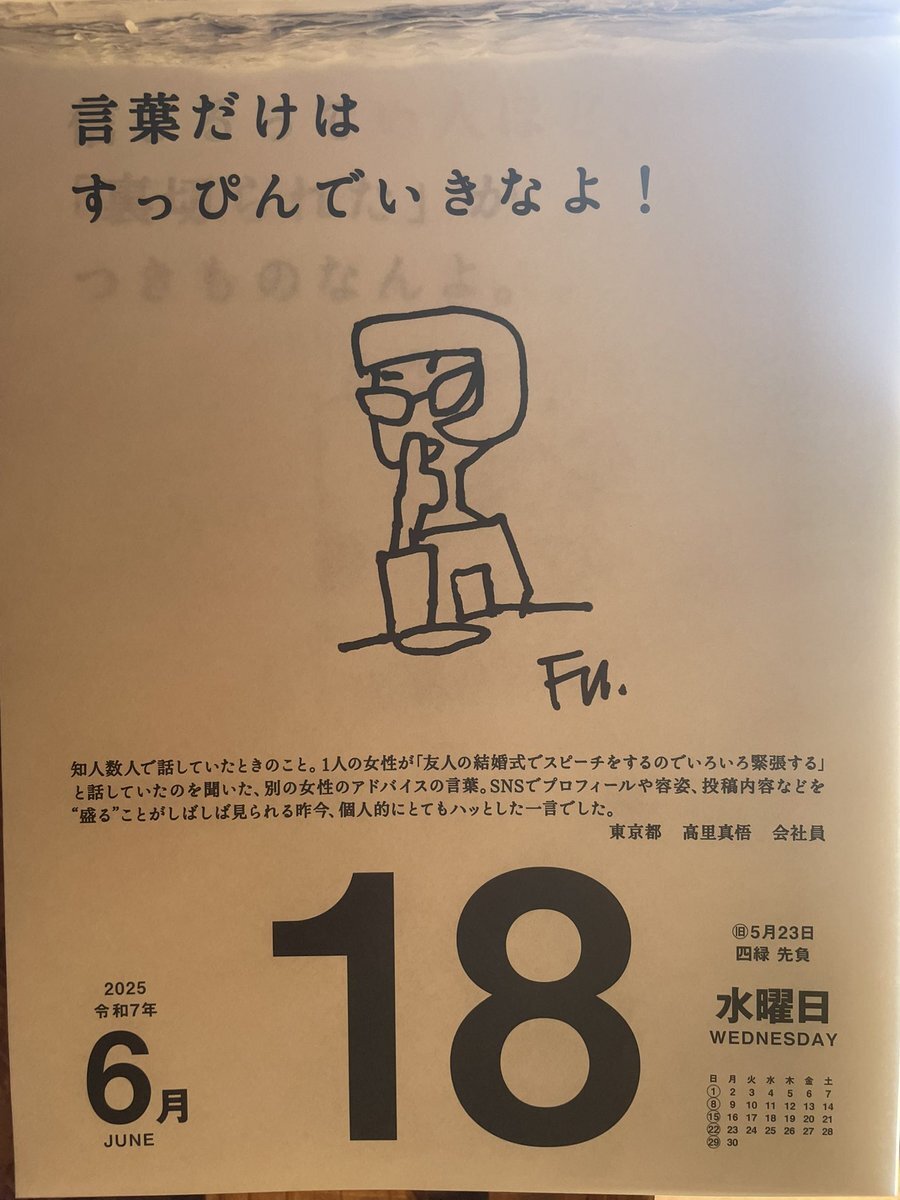 言葉だけは
すっぴんでいきなよ！
つきものなんよ。
Fu.
知人数人で話していたときのこと。1人の女性が「友人の結婚式でスピーチをするのでいろいろ緊張する」
と話していたのを聞いた、別の女性のアドバイスの言葉。SNSでプロフィールや容姿、投稿内容などを
“盛る”ことがしばしば見られる昨今、個人的にとてもハッとした一言でした。
東京都　高里真悟　会社員
2025
令和7年
6月
JUNE
18
㊐5月23日
四緑 先負
水曜日
WEDNESDAY
日 月 火 水 木 金 土
1 2 3 4 5 6 7
8 9 10 11 12 13 14
15 16 17 18 19 20 21
22 23 24 25 26 27 28
29 30